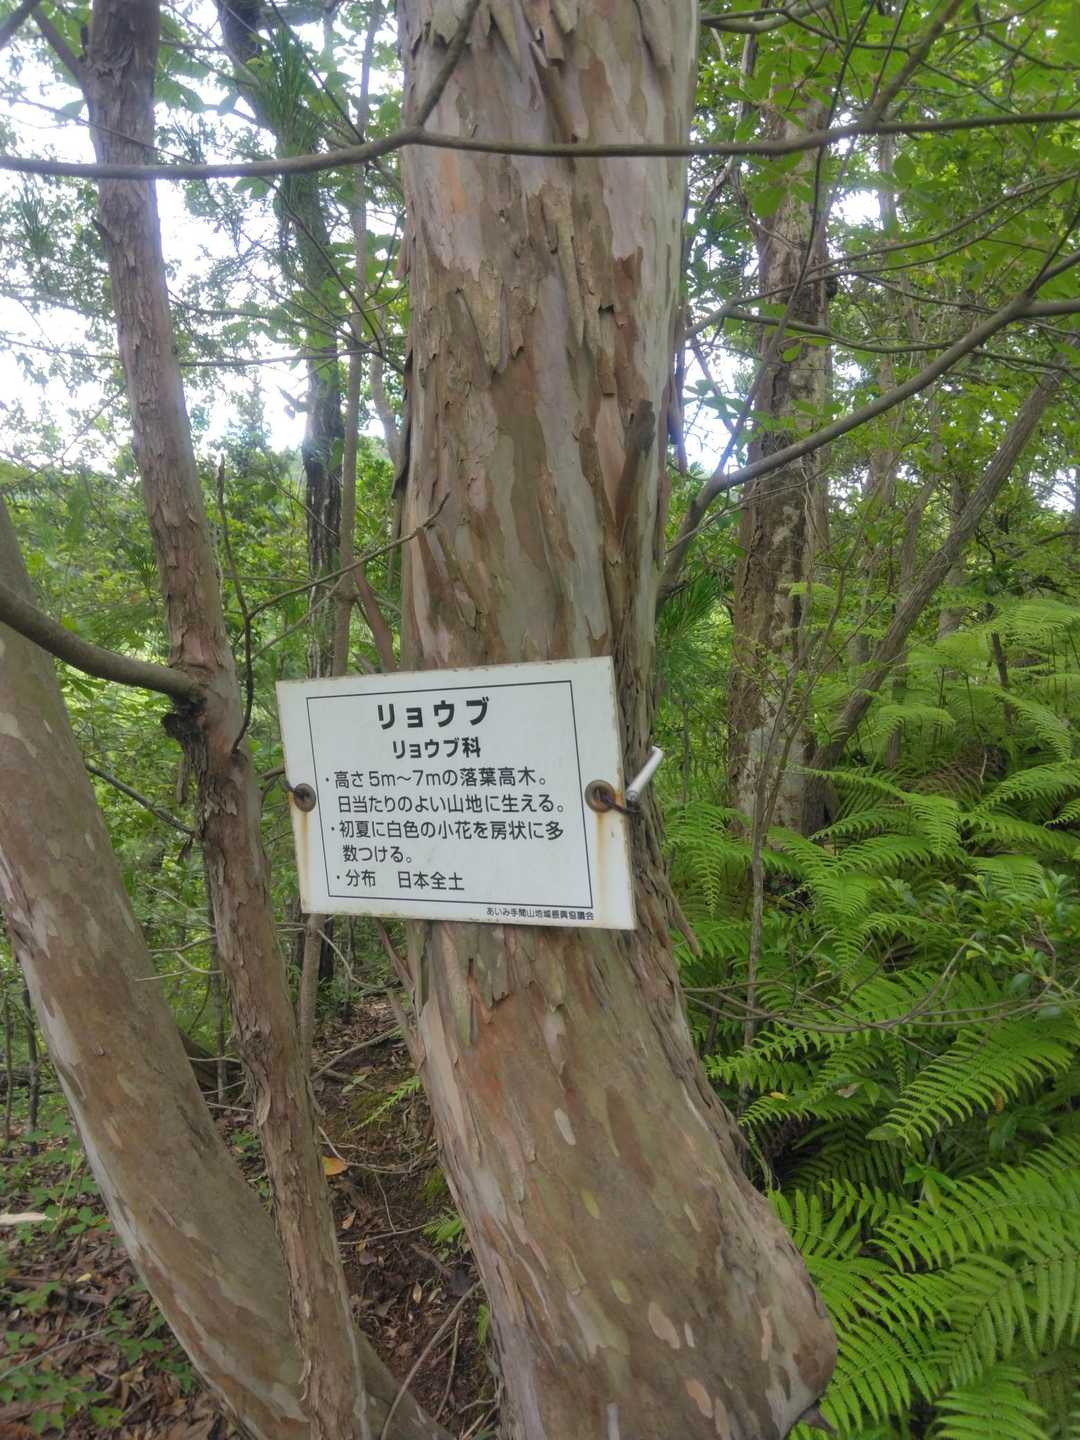 リョウブ
リョウブ科
・高さ5m〜7mの落葉高木。
日当たりのよい山地に生える。
・初夏に白色の小花を房状に多
数つける。
・分布　日本全土
あいみ手間山地域振興協議会